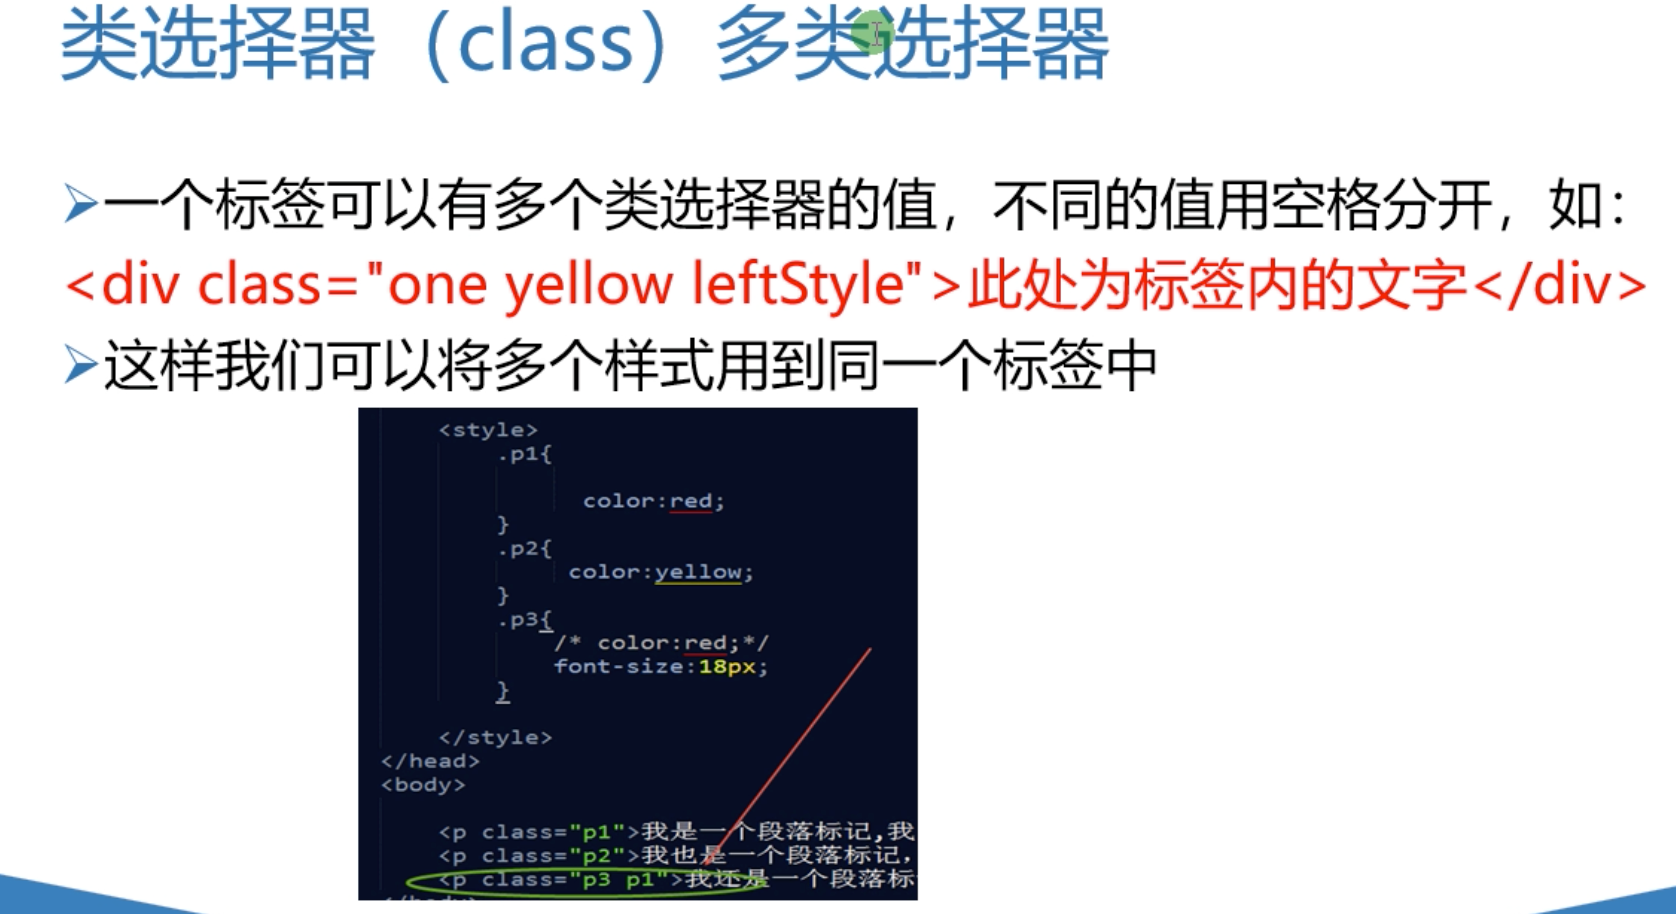 类选择器（class）多类选择器
一个标签可以有多个类选择器的值，不同的值用空格分开，如：
<div class="one yellow leftStyle">此处为标签内的文字</div>
这样我们可以将多个样式用到同一个标签中
<style>
.p1{
color:red;
}
.p2{
color:yellow;
}
.p3{
/* color:red;*/
font-size:18px;
}
</style>
</head>
<body>
<p class="p1">我是一个段落标记,我
<p class="p2">我也是一个段落标记，
<p class="p3 p1">我还是一个段落标